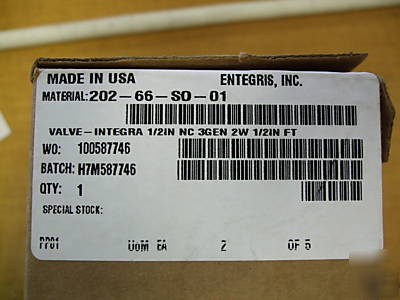 MADE IN USA ENTEGRIS, INC.
MATERIAL: 202-66-SO-01
VALVE-INTEGRA 1/2IN NC 3GEN 2W 1/2IN FT
WO: 100587746
BATCH: H7M587746
QTY: 1
SPECIAL STOCK:
PP01 UoM EA 2 OF 5